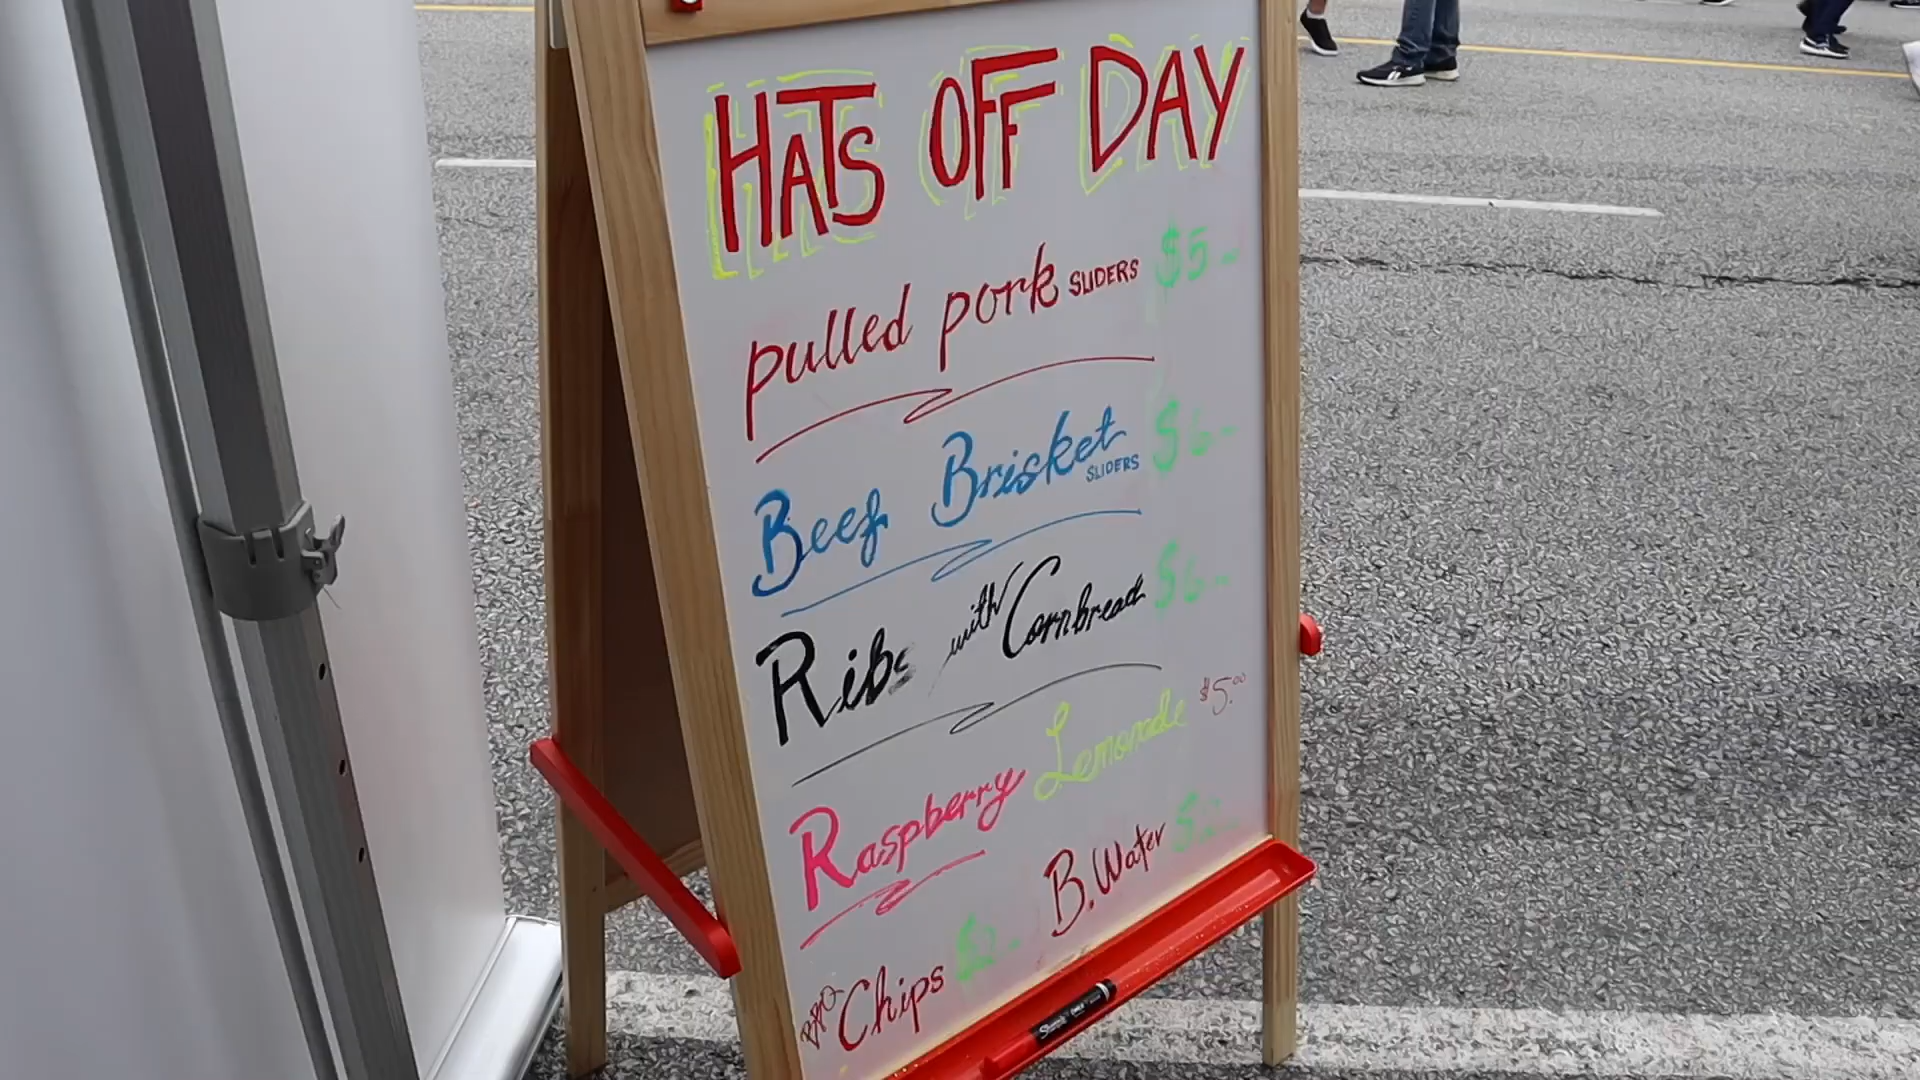 HATS OFF DAY
pulled pork SLIDERS $5-
Beef Brisket SLIDERS $6-
Ribs with Cornbread $6-
Raspberry Lemonade $5.00
B.Water $2-
BBQ Chips $2-
Sharpie